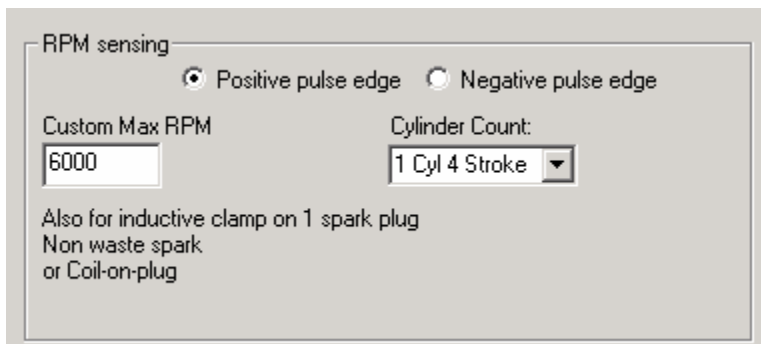 RPM sensing
Positive pulse edge Negative pulse edge
Custom Max RPM Cylinder Count:
6000 1 Cyl 4 Stroke
Also for inductive clamp on 1 spark plug
Non waste spark
or Coil-on-plug